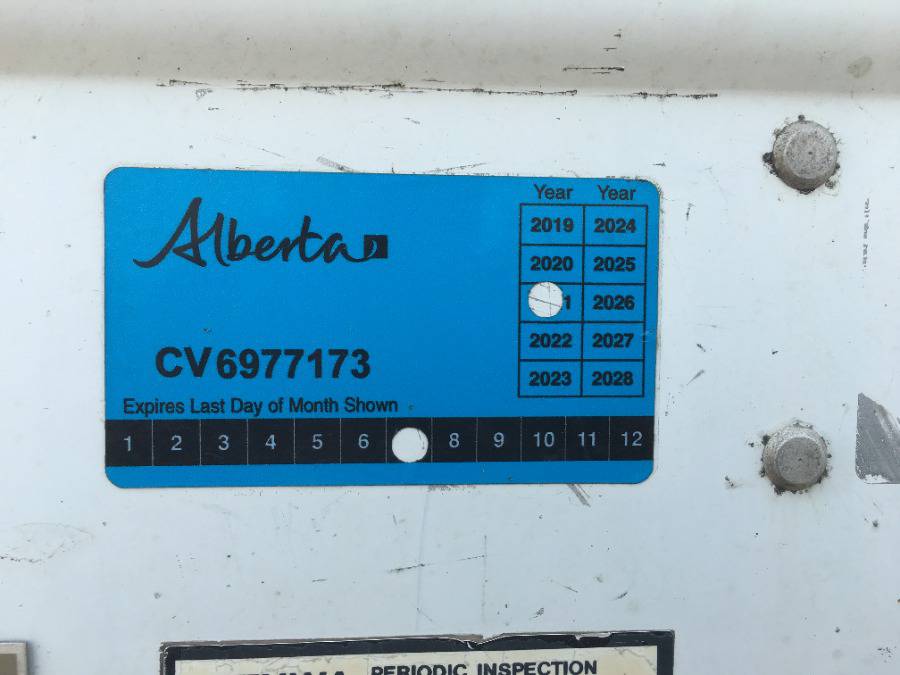 Alberta
Year Year
2019 2024
2020 2025
1 2026
2022 2027
2023 2028
CV6977173
Expires Last Day of Month Shown
1 2 3 4 5 6 8 9 10 11 12
PERIODIC INSPECTION